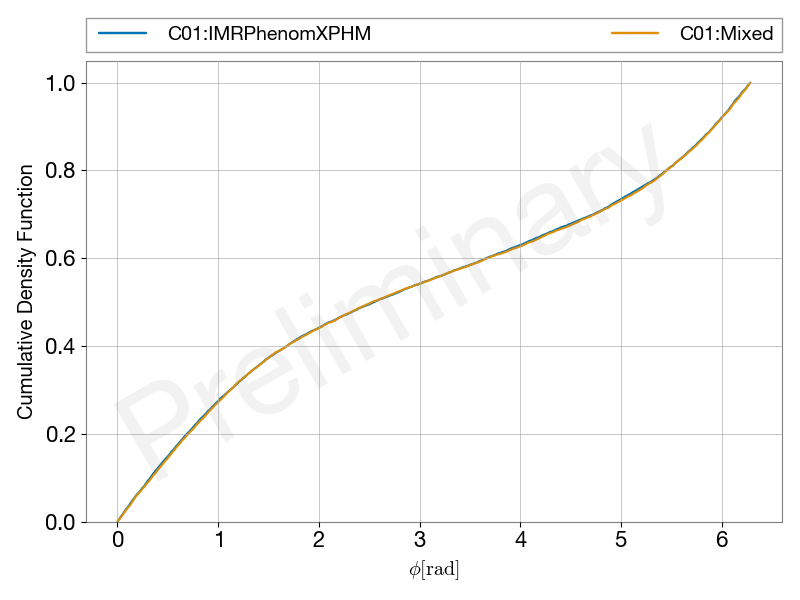 C01:IMRPhenomXPHM C01:Mixed
1.0
0.8
0.6
0.4
0.2
0.0
Cumulative Density Function
Preliminary
0 1 2 3 4 5 6
ϕ[rad]